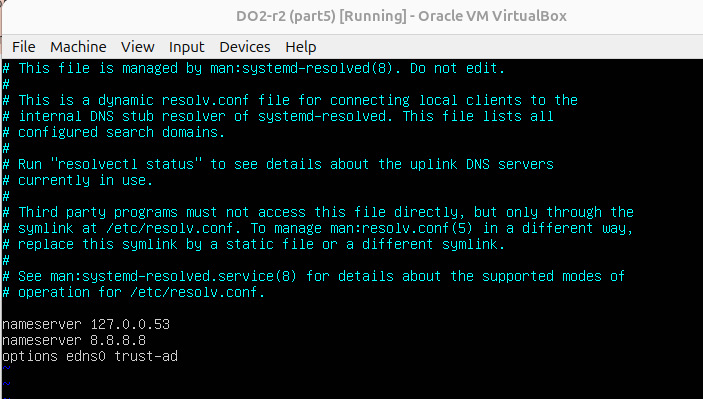 DO2-r2 (part5) [Running] - Oracle VM VirtualBox
File Machine View Input Devices Help
# This file is managed by man:systemd-resolved(8). Do not edit.
#
# This is a dynamic resolv.conf file for connecting local clients to the
# internal DNS stub resolver of systemd-resolved. This file lists all
# configured search domains.
#
# Run "resolvectl status" to see details about the uplink DNS servers
# currently in use.
#
# Third party programs must not access this file directly, but only through the
# symlink at /etc/resolv.conf. To manage man:resolv.conf(5) in a different way,
# replace this symlink by a static file or a different symlink.
#
# See man:systemd-resolved.service(8) for details about the supported modes of
# operation for /etc/resolv.conf.
nameserver 127.0.0.53
nameserver 8.8.8.8
options edns0 trust-ad
~
~